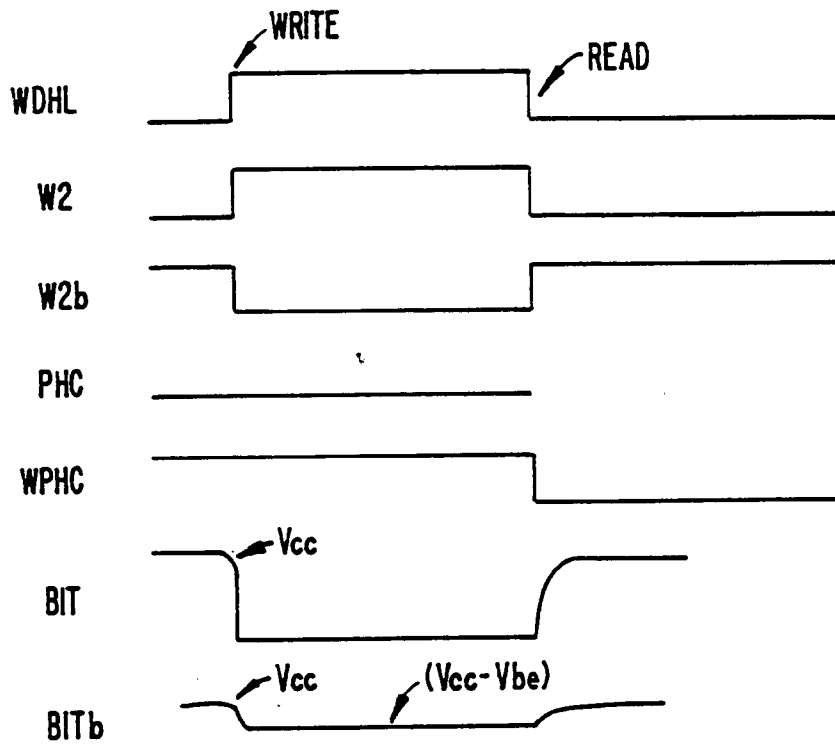 WRITE
READ
WDHL
W2
W2b
PHC
WPHC
Vcc
BIT
Vcc
(Vcc-Vbe)
BITb